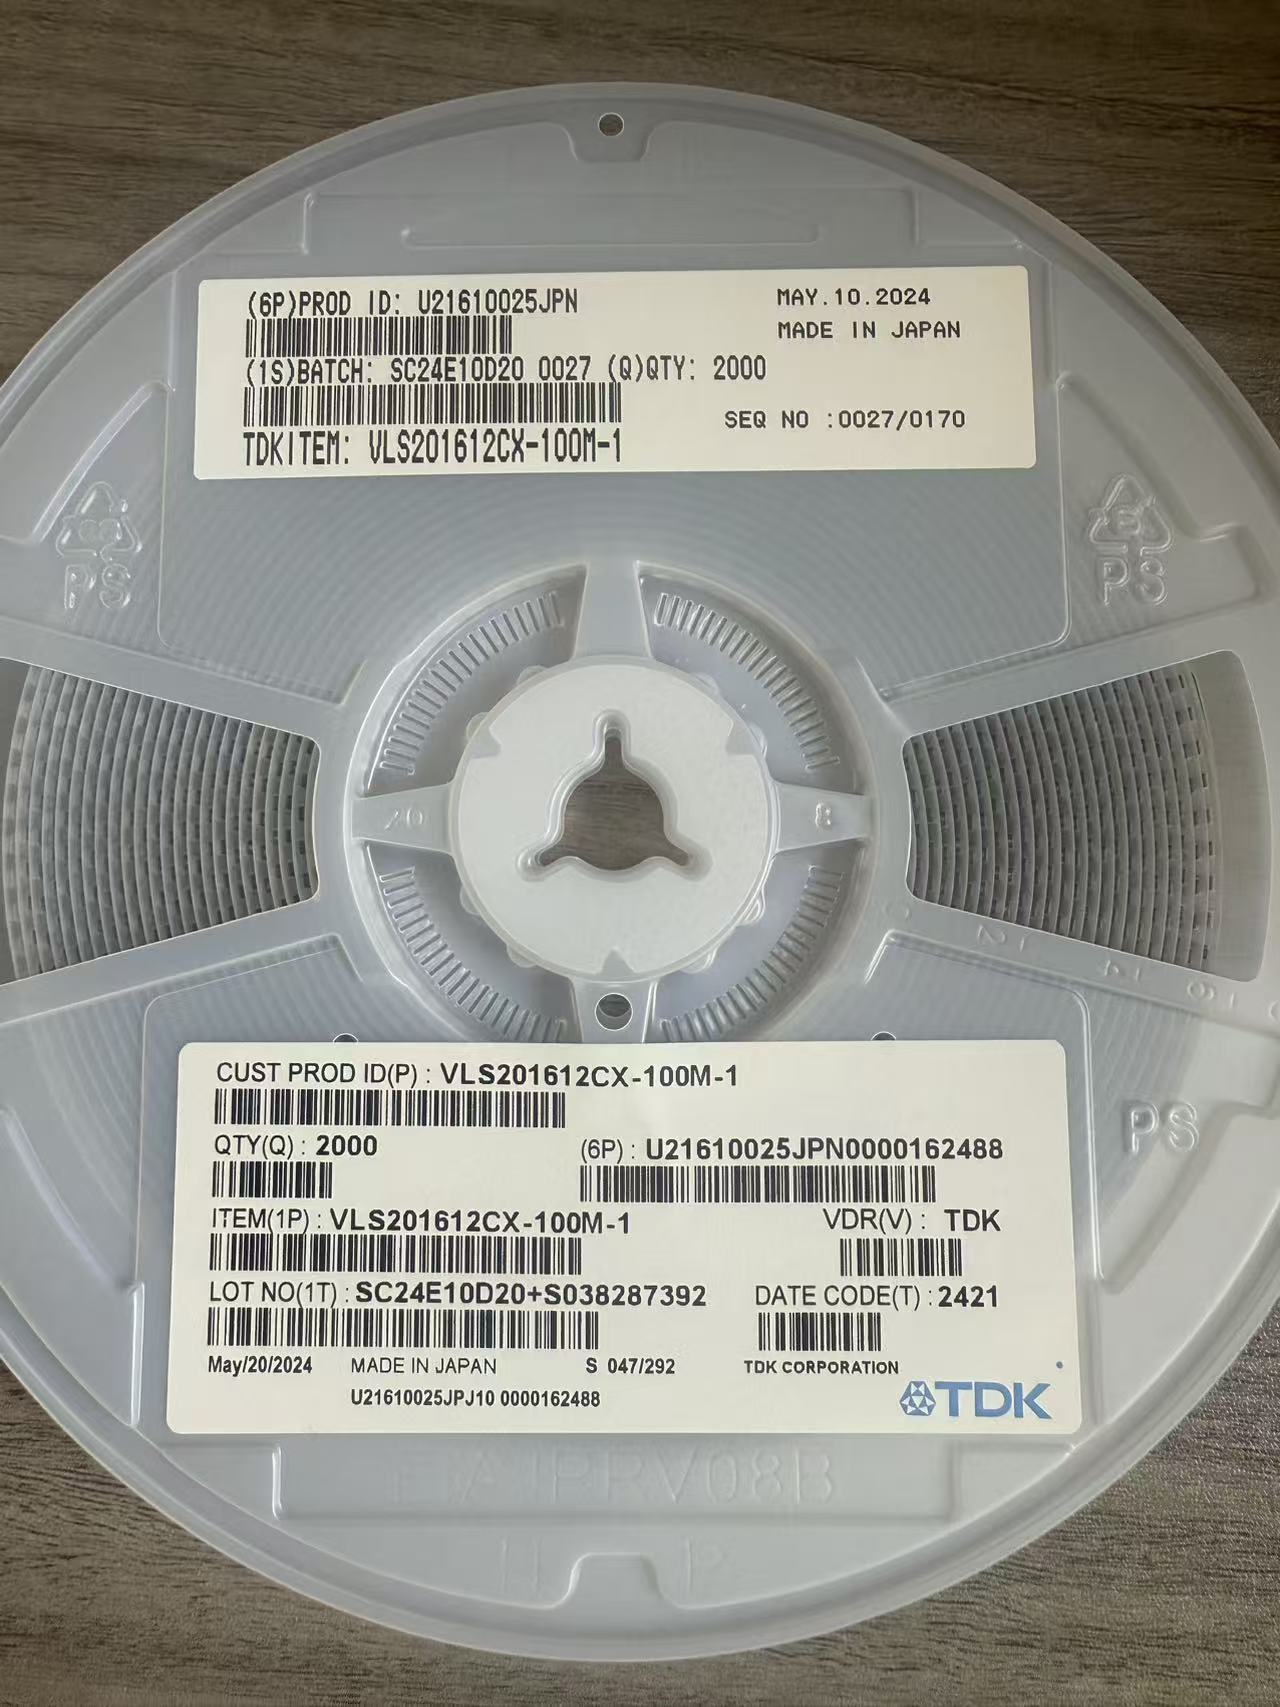 (6P)PROD ID: U21610025JPN
MAY.10.2024
MADE IN JAPAN
(1S)BATCH: SC24E10D20 0027 (Q)QTY: 2000
SEQ NO :0027/0170
TDKITEM: VLS201612CX-100M-1
PS
PS
8
CUST PROD ID(P) : VLS201612CX-100M-1
QTY(Q) : 2000
(6P) : U21610025JPN0000162488
ITEM(1P) : VLS201612CX-100M-1
VDR(V) : TDK
LOT NO(1T) : SC24E10D20+S038287392
DATE CODE(T) : 2421
May/20/2024 MADE IN JAPAN S 047/292 TDK CORPORATION
U21610025JPJ10 0000162488
TDK
PS